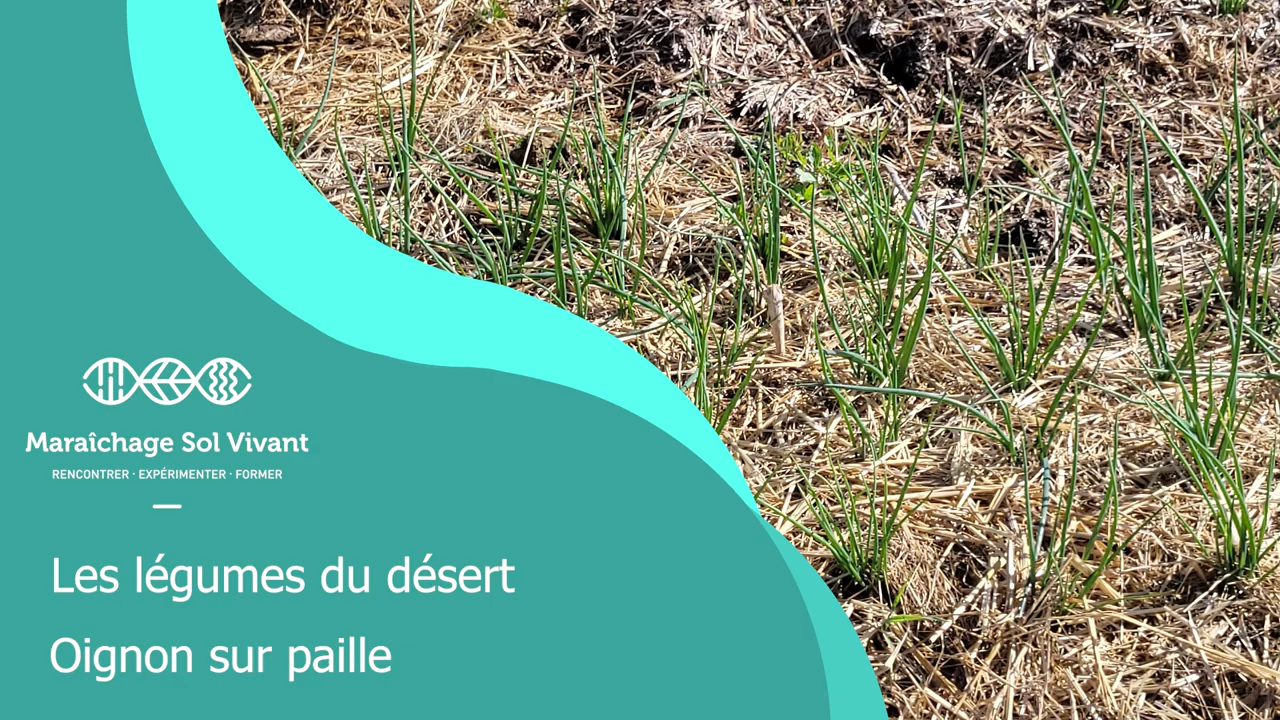 Maraîchage Sol Vivant
RENCONTRER · EXPÉRIMENTER · FORMER
Les légumes du désert
Oignon sur paille